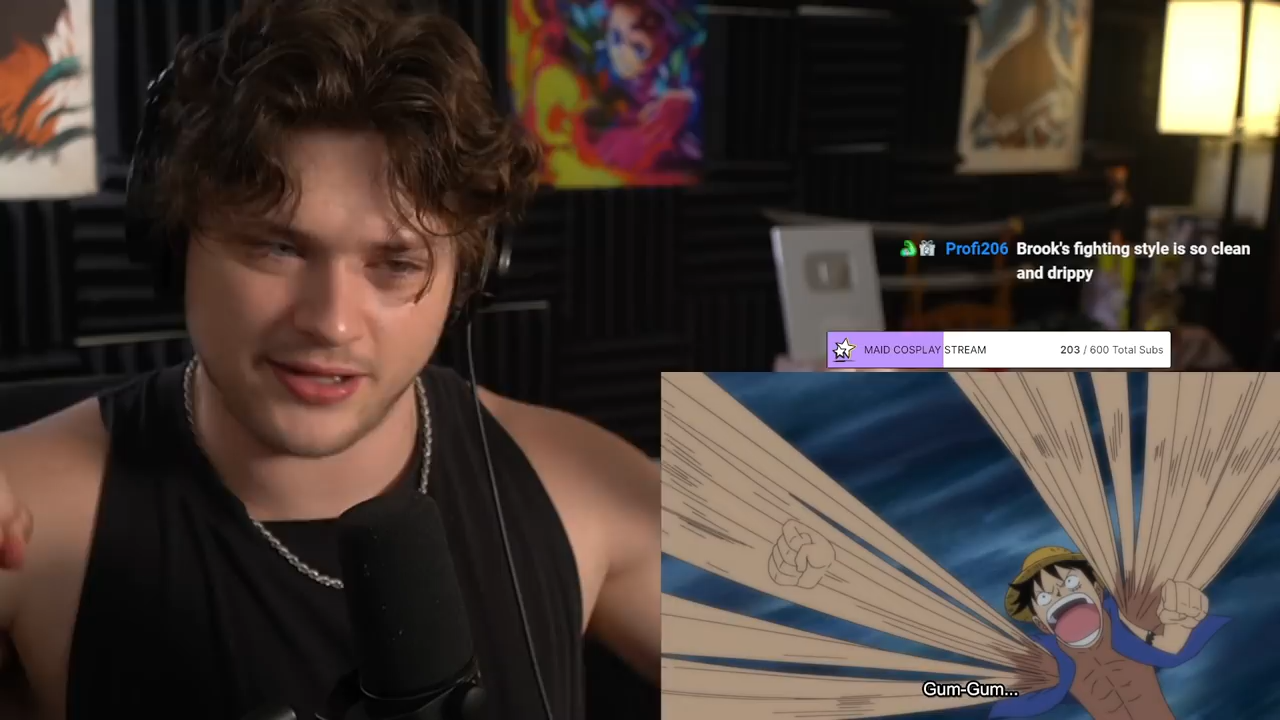 Profi206 Brook's fighting style is so clean
and drippy
MAID COSPLAY STREAM 203 / 600 Total Subs
Gum-Gum...